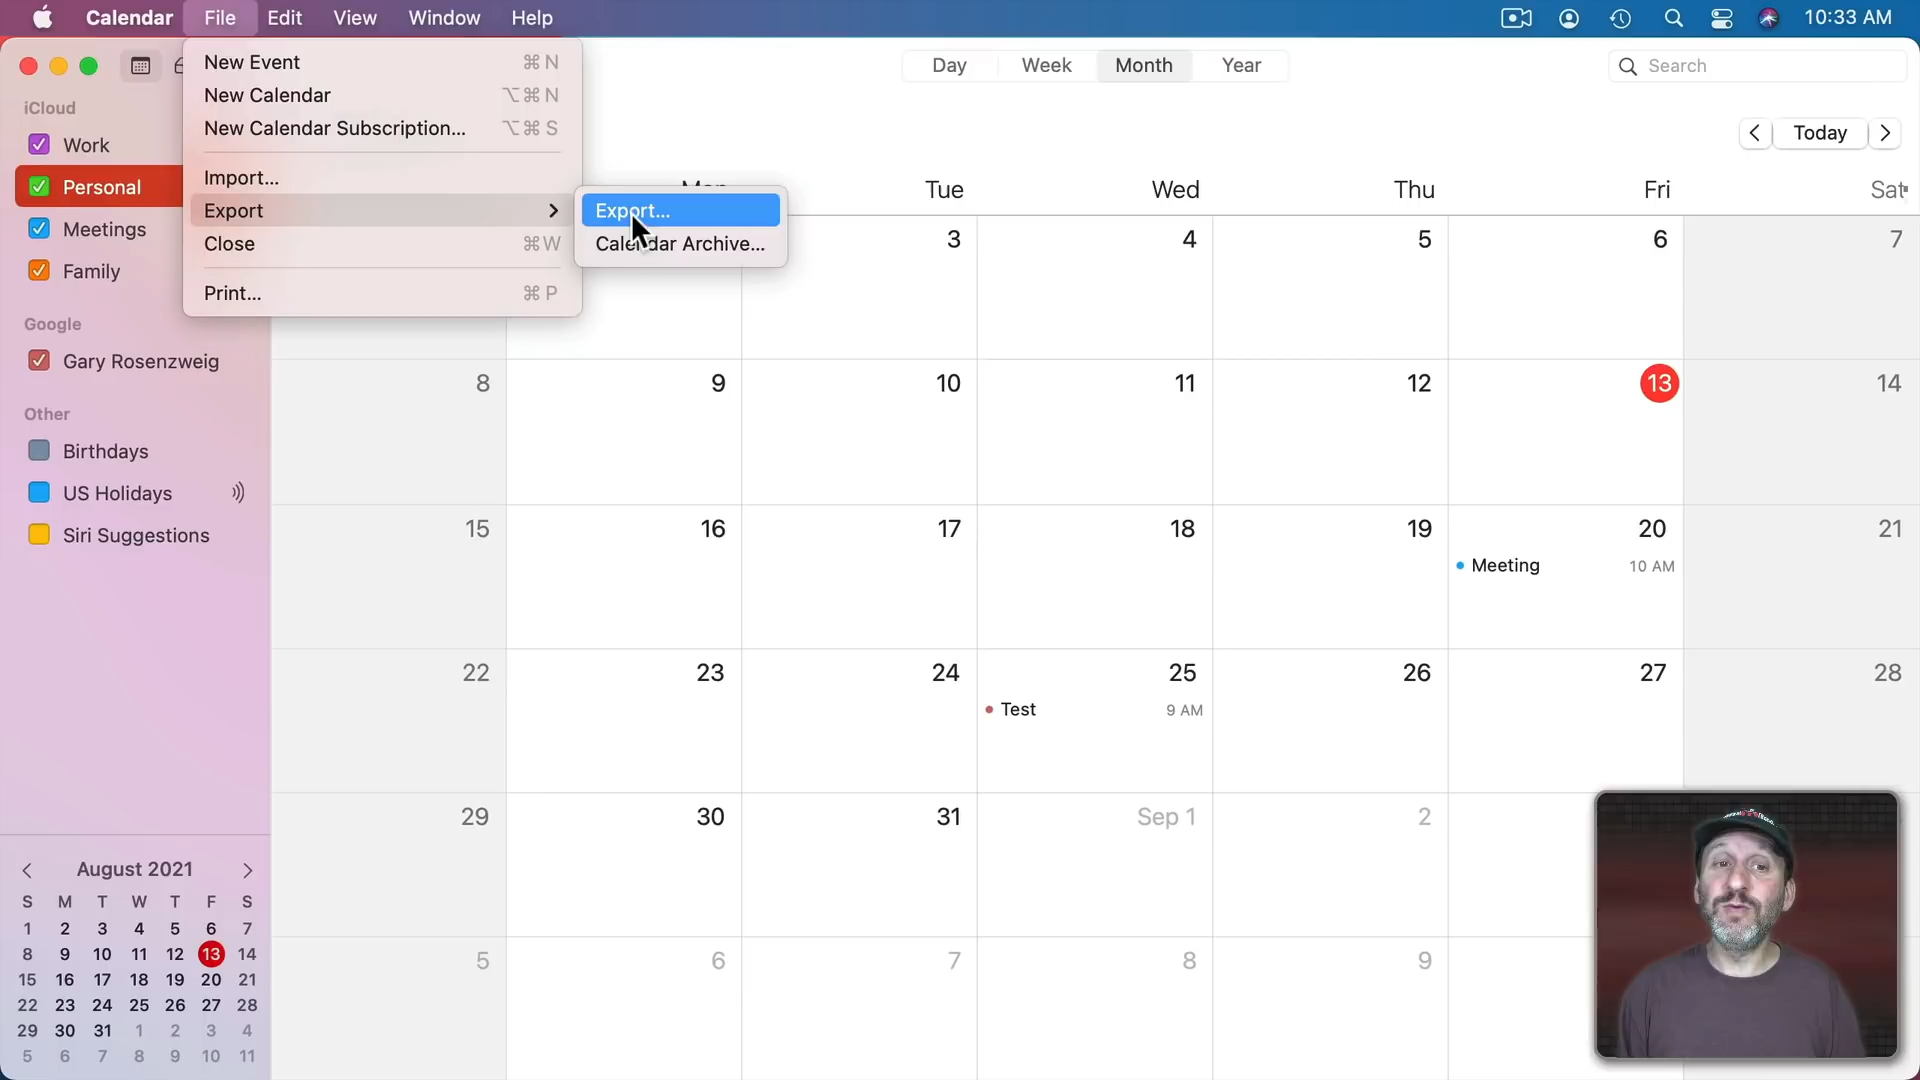 Calendar File Edit View Window Help 10:33 AM
New Event ⌘ N
New Calendar ⌥⌘ N
New Calendar Subscription... ⌥⌘ S
Import...
Export
Close ⌘W
Print... ⌘ P
Export...
Calendar Archive...
Day Week Month Year
Search
Today
iCloud
Work
Personal
Meetings
Family
Google
Gary Rosenzweig
Other
Birthdays
US Holidays
Siri Suggestions
Tue Wed Thu Fri Sat
3 4 5 6 7
8 9 10 11 12 13 14
15 16 17 18 19 20 21
Meeting 10 AM
22 23 24 25 26 27 28
Test 9 AM
29 30 31 Sep 1 2
5 6 7 8 9
August 2021
S M T W T F S
1 2 3 4 5 6 7
8 9 10 11 12 13 14
15 16 17 18 19 20 21
22 23 24 25 26 27 28
29 30 31 1 2 3 4
5 6 7 8 9 10 11